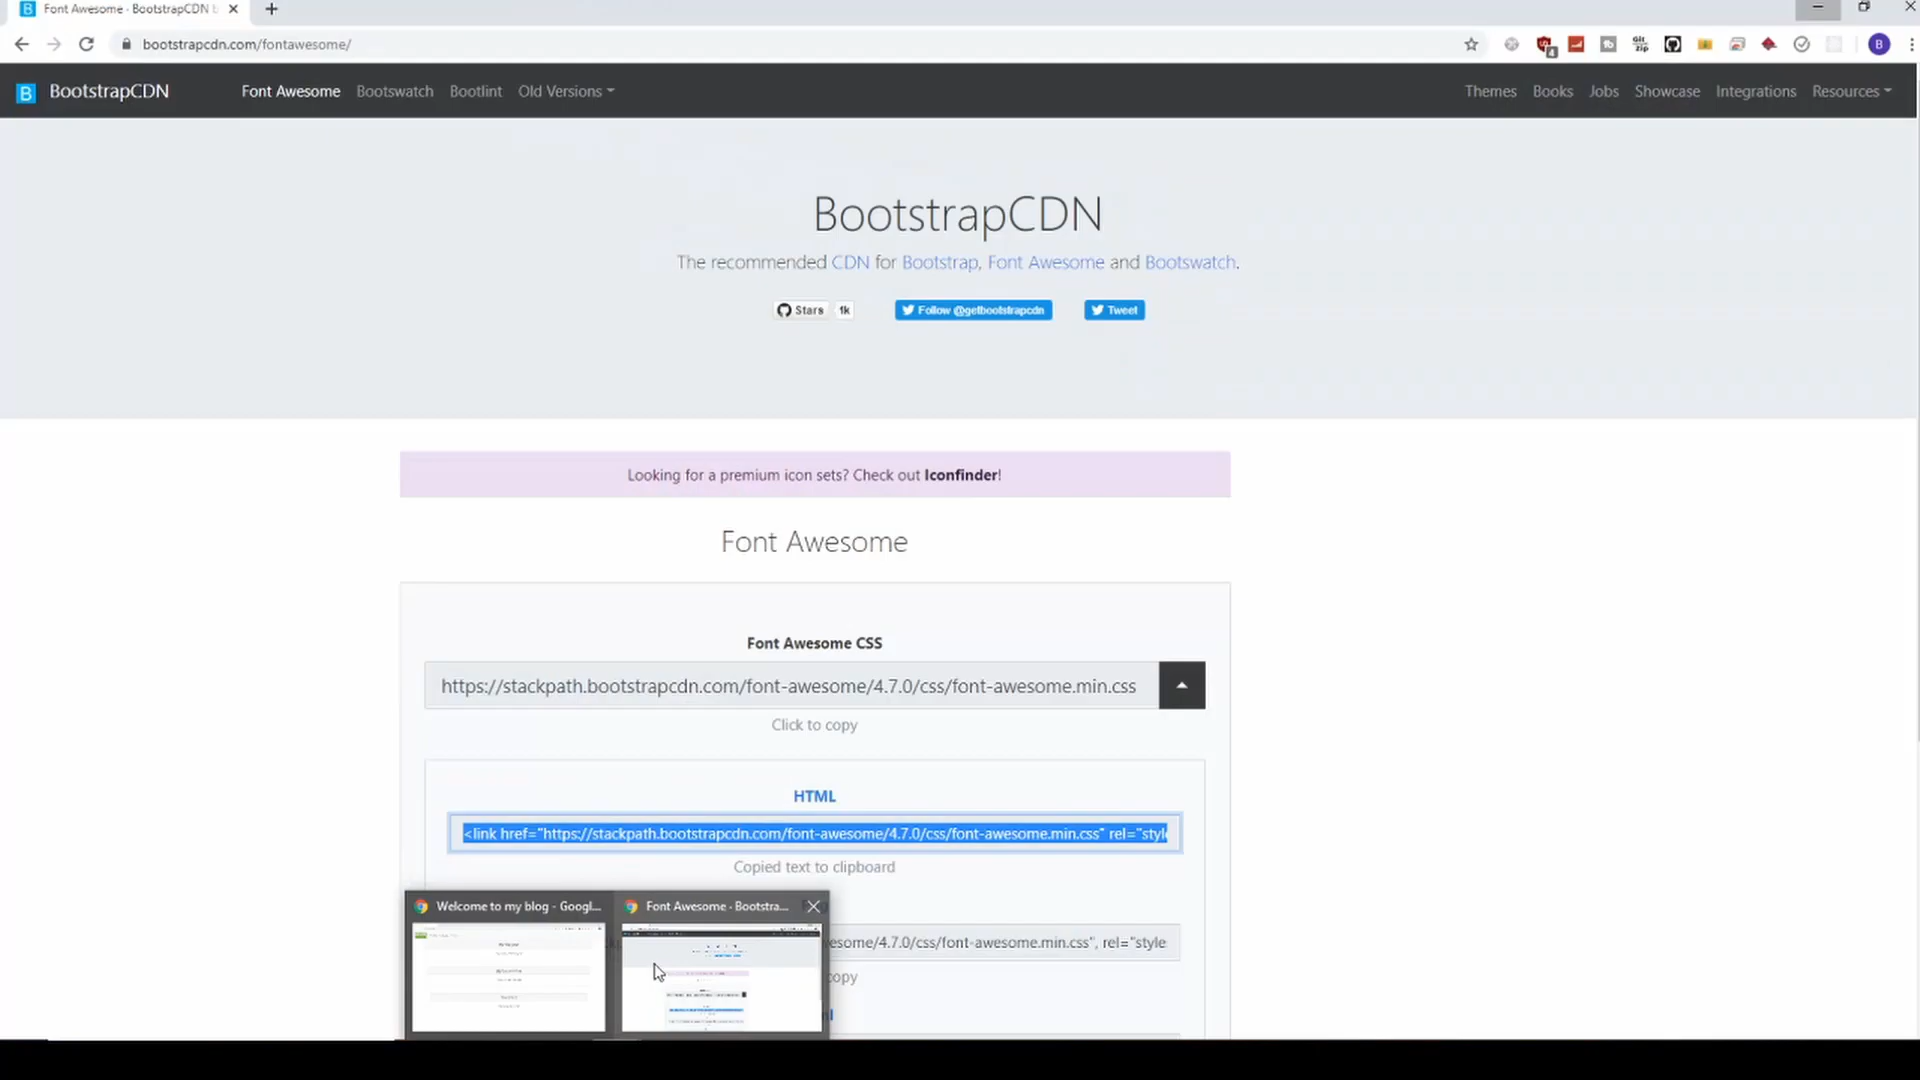 Font Awesome · BootstrapCDN b
bootstrapcdn.com/fontawesome/
4
Git
zip
B
B
BootstrapCDN
Font Awesome
Bootswatch
Bootlint
Old Versions
Themes
Books
Jobs
Showcase
Integrations
Resources
BootstrapCDN
The recommended CDN for Bootstrap, Font Awesome and Bootswatch.
Stars
1k
Follow @getbootstrapcdn
Tweet
Looking for a premium icon sets? Check out Iconfinder!
Font Awesome
Font Awesome CSS
https://stackpath.bootstrapcdn.com/font-awesome/4.7.0/css/font-awesome.min.css
Click to copy
HTML
<link href="https://stackpath.bootstrapcdn.com/font-awesome/4.7.0/css/font-awesome.min.css" rel="style
Copied text to clipboard
Welcome to my blog - Googl...
Font Awesome · Bootstra...
esome/4.7.0/css/font-awesome.min.css", rel="style
copy
ml